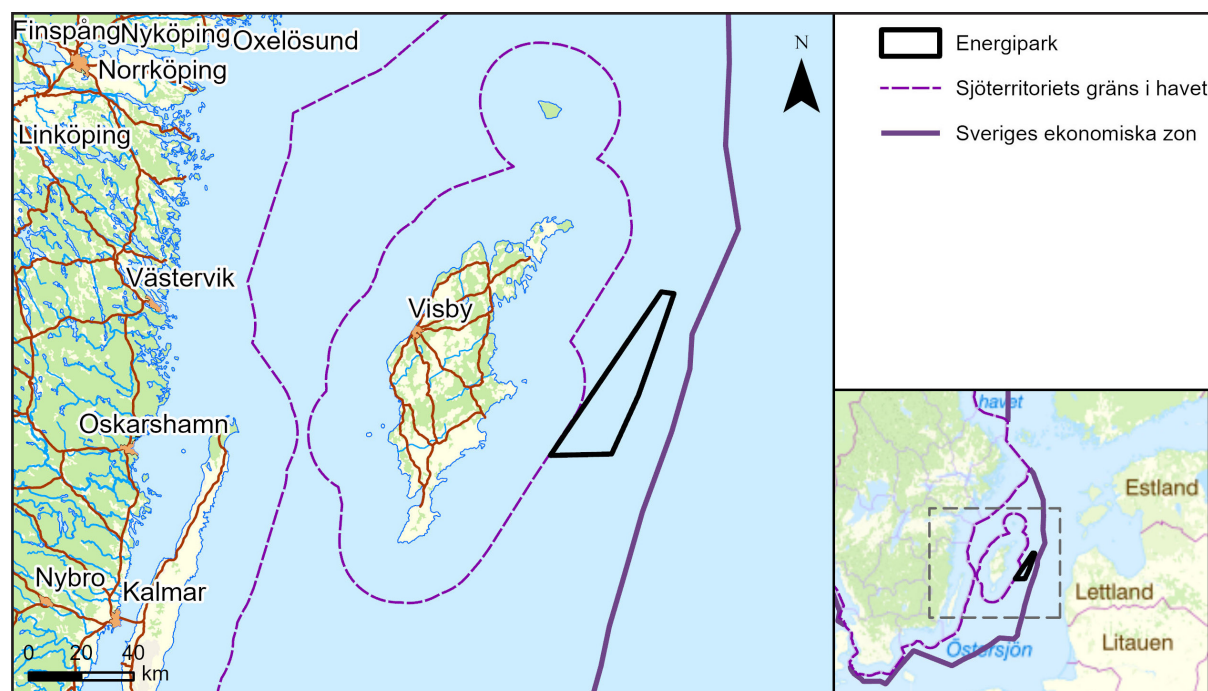 Finspång
Nyköping
Oxelösund
Norrköping
Linköping
Västervik
Visby
Oskarshamn
Nybro
Kalmar
0 20 40
km
N
Energipark
Sjöterritoriets gräns i havet
Sveriges ekonomiska zon
havet
Estland
Lettland
Litauen
Östersjön